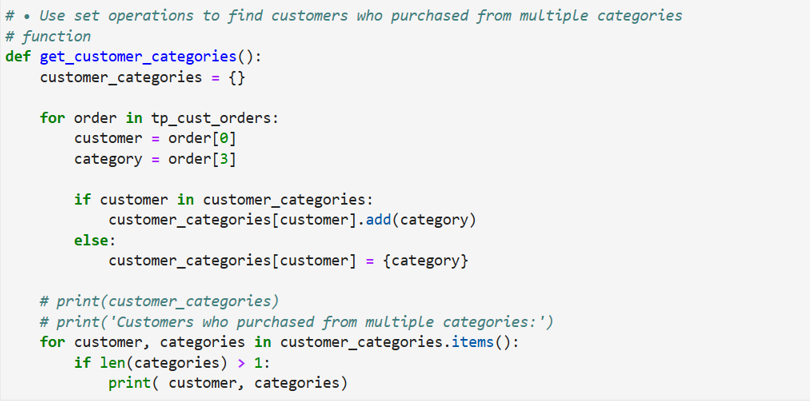 # • Use set operations to find customers who purchased from multiple categories
# function
def get_customer_categories():
    customer_categories = {}

    for order in tp_cust_orders:
        customer = order[0]
        category = order[3]

        if customer in customer_categories:
            customer_categories[customer].add(category)
        else:
            customer_categories[customer] = {category}

    # print(customer_categories)
    # print('Customers who purchased from multiple categories:')
    for customer, categories in customer_categories.items():
        if len(categories) > 1:
            print( customer, categories)